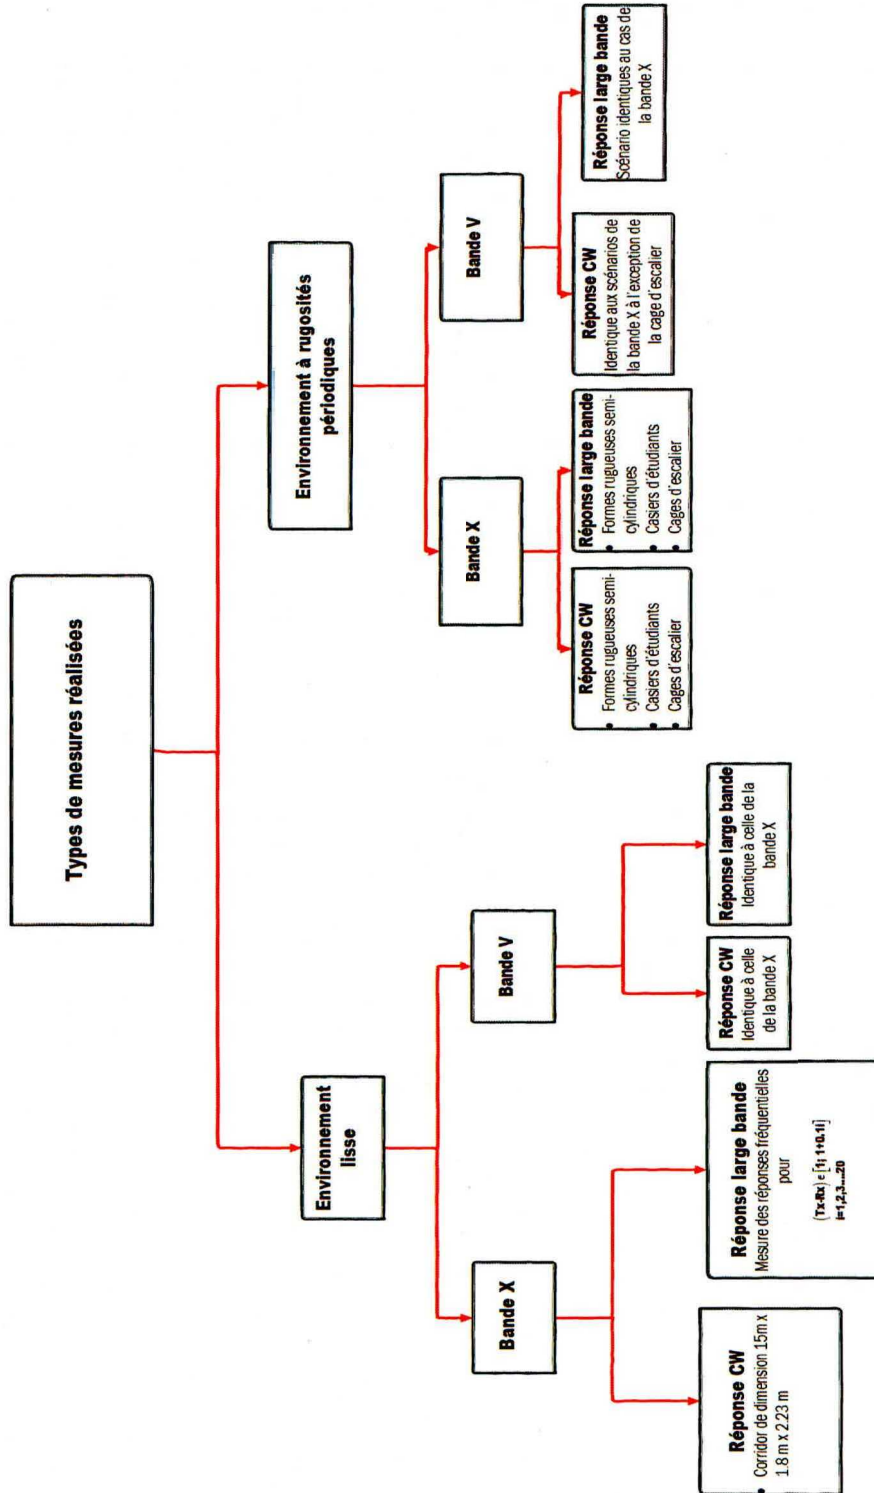 Types de mesures réalisées
Environnement
lisse
Environnement à rugosités
périodiques
Bande X
Bande V
Bande X
Bande V
Réponse CW
• Corridor de dimension 15m x
1.8 m x 2.23 m
Réponse large bande
Mesure des réponses fréquentielles
pour
(Tx-Rx) ϵ [1; 1+0,1i]
i=1,2,3....20
Réponse CW
Identique à celle
de la bande X
Réponse large bande
Identique à celle de la
bande X
Réponse CW
• Formes rugueuses semi-
cylindriques
• Casiers d'étudiants
• Cages d'escalier
Réponse large bande
• Formes rugueuses semi-
cylindriques
• Casiers d'étudiants
• Cages d'escalier
Réponse CW
Identique aux scénarios de
la bande X à l'exception de
la cage d'escalier
Réponse large bande
Scénario identiques au cas de
la bande X